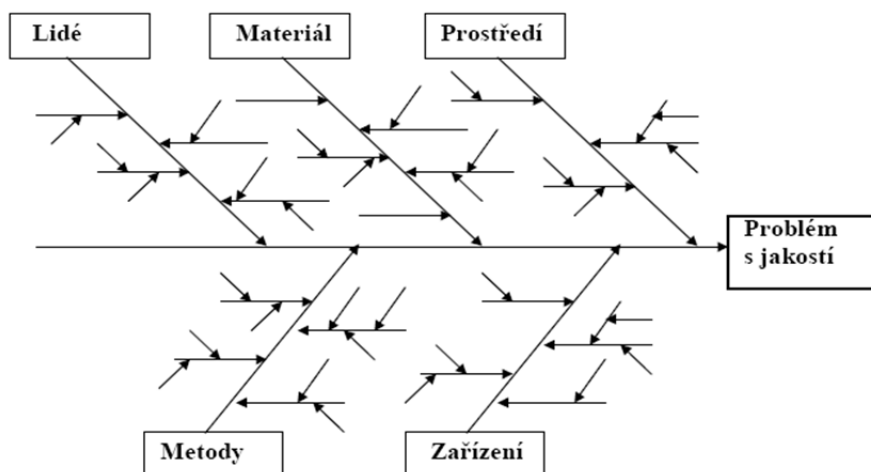 Lidé
Materiál
Prostředí
Problém
s jakostí
Metody
Zařízení